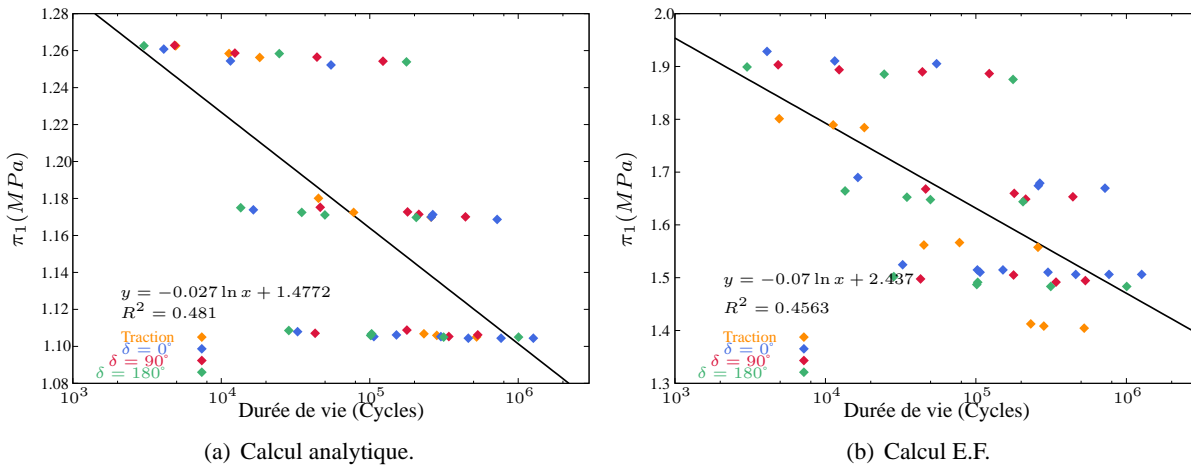 1.28
1.26
1.24
1.22
1.20
1.18
1.16
1.14
1.12
1.10
1.08
π₁(MPa)
y = −0.027 ln x + 1.4772
R² = 0.481
Traction
δ = 0°
δ = 90°
δ = 180°
10³ 10⁴ 10⁵ 10⁶
Durée de vie (Cycles)
(a) Calcul analytique.
2.0
1.9
1.8
1.7
1.6
1.5
1.4
1.3
π₁(MPa)
y = −0.07 ln x + 2.437
R² = 0.4563
Traction
δ = 0°
δ = 90°
δ = 180°
10³ 10⁴ 10⁵ 10⁶
Durée de vie (Cycles)
(b) Calcul E.F.